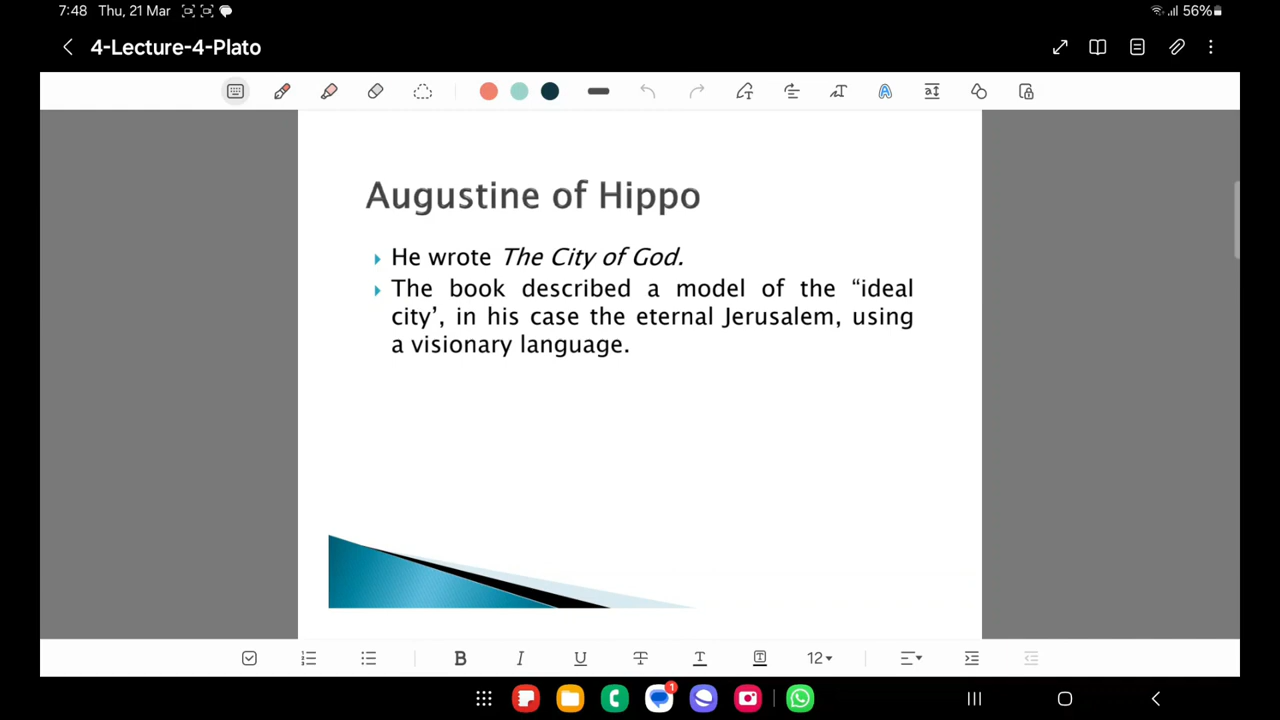 7:48 Thu, 21 Mar
56%
4-Lecture-4-Plato
Augustine of Hippo
He wrote The City of God.
The book described a model of the “ideal
city’, in his case the eternal Jerusalem, using
a visionary language.
B I U T T T 12
1